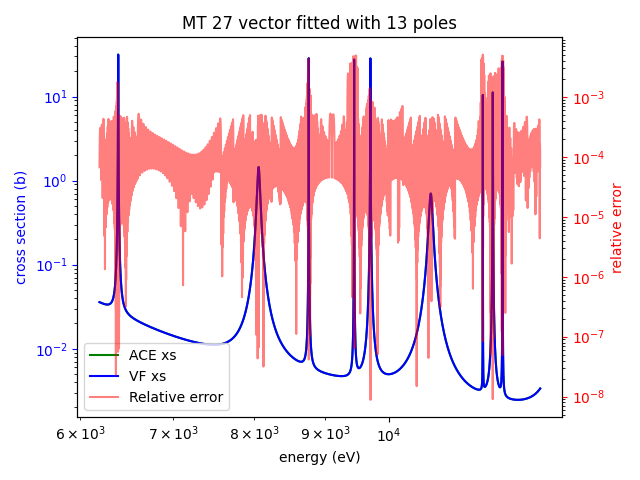 MT 27 vector fitted with 13 poles
cross section (b)
10¹
10⁰
10⁻¹
10⁻²
relative error
10⁻³
10⁻⁴
10⁻⁵
10⁻⁶
10⁻⁷
10⁻⁸
ACE xs
VF xs
Relative error
6 × 10³ 7 × 10³ 8 × 10³ 9 × 10³ 10⁴
energy (eV)